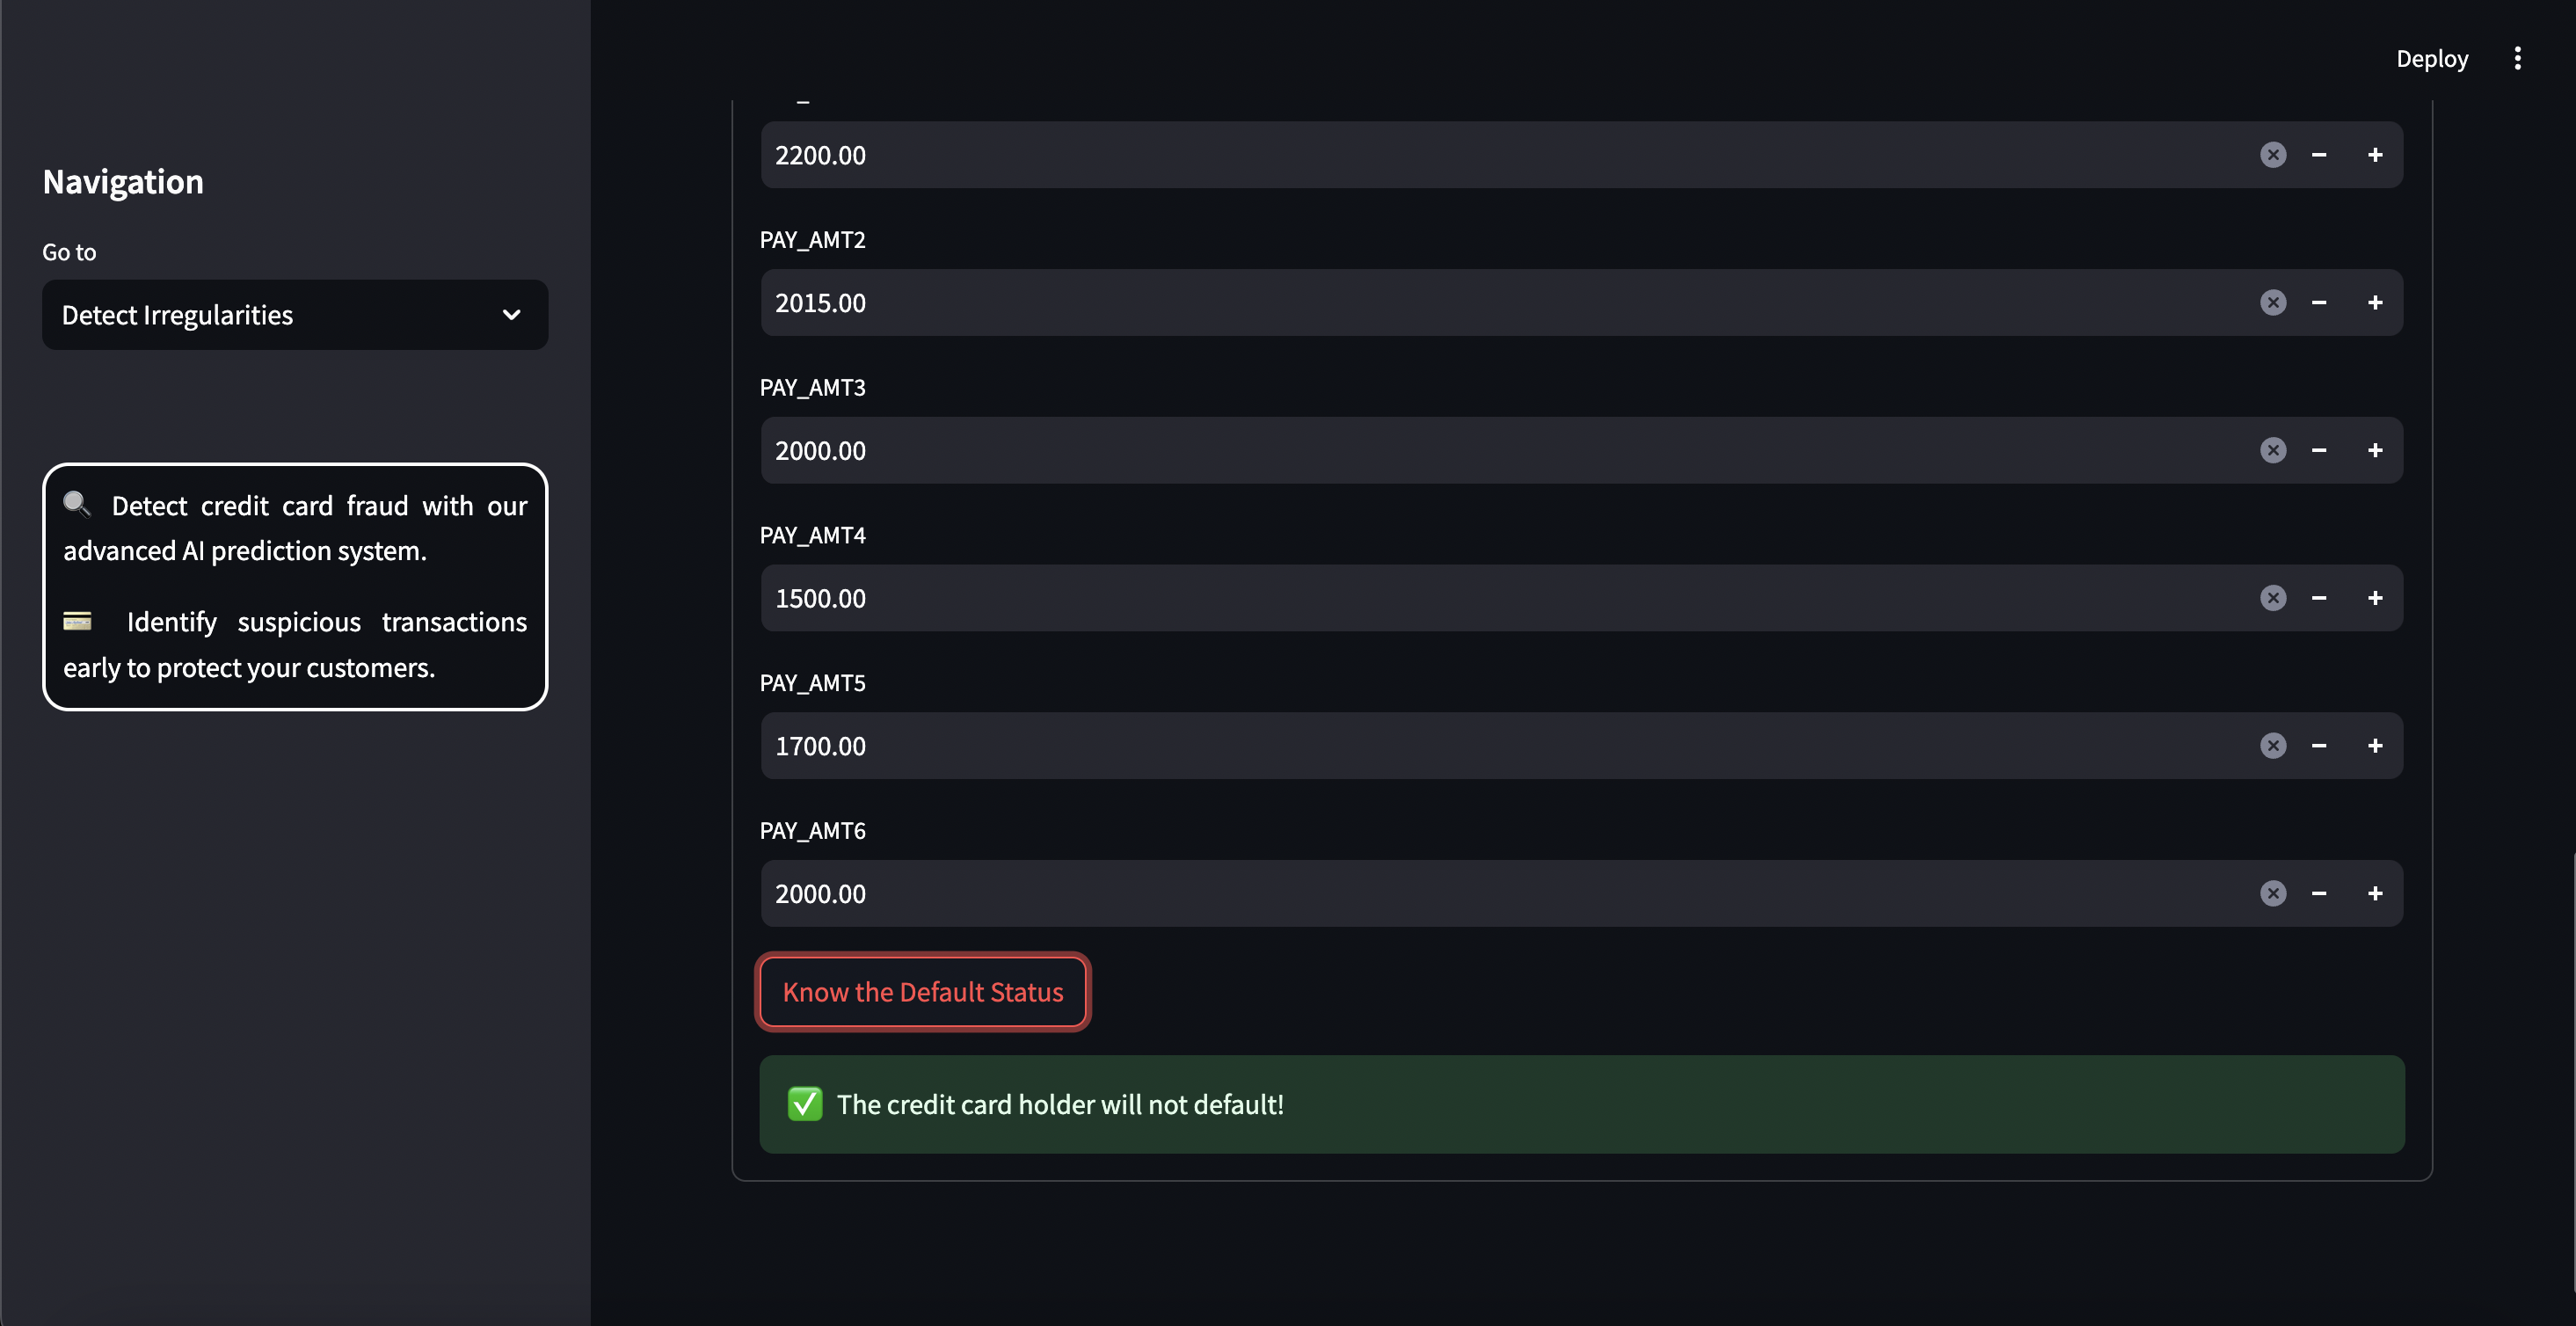 Deploy
Navigation
Go to
Detect Irregularities
🔍 Detect credit card fraud with our
advanced AI prediction system.
💳 Identify suspicious transactions
early to protect your customers.
2200.00
PAY_AMT2
2015.00
PAY_AMT3
2000.00
PAY_AMT4
1500.00
PAY_AMT5
1700.00
PAY_AMT6
2000.00
Know the Default Status
✅ The credit card holder will not default!